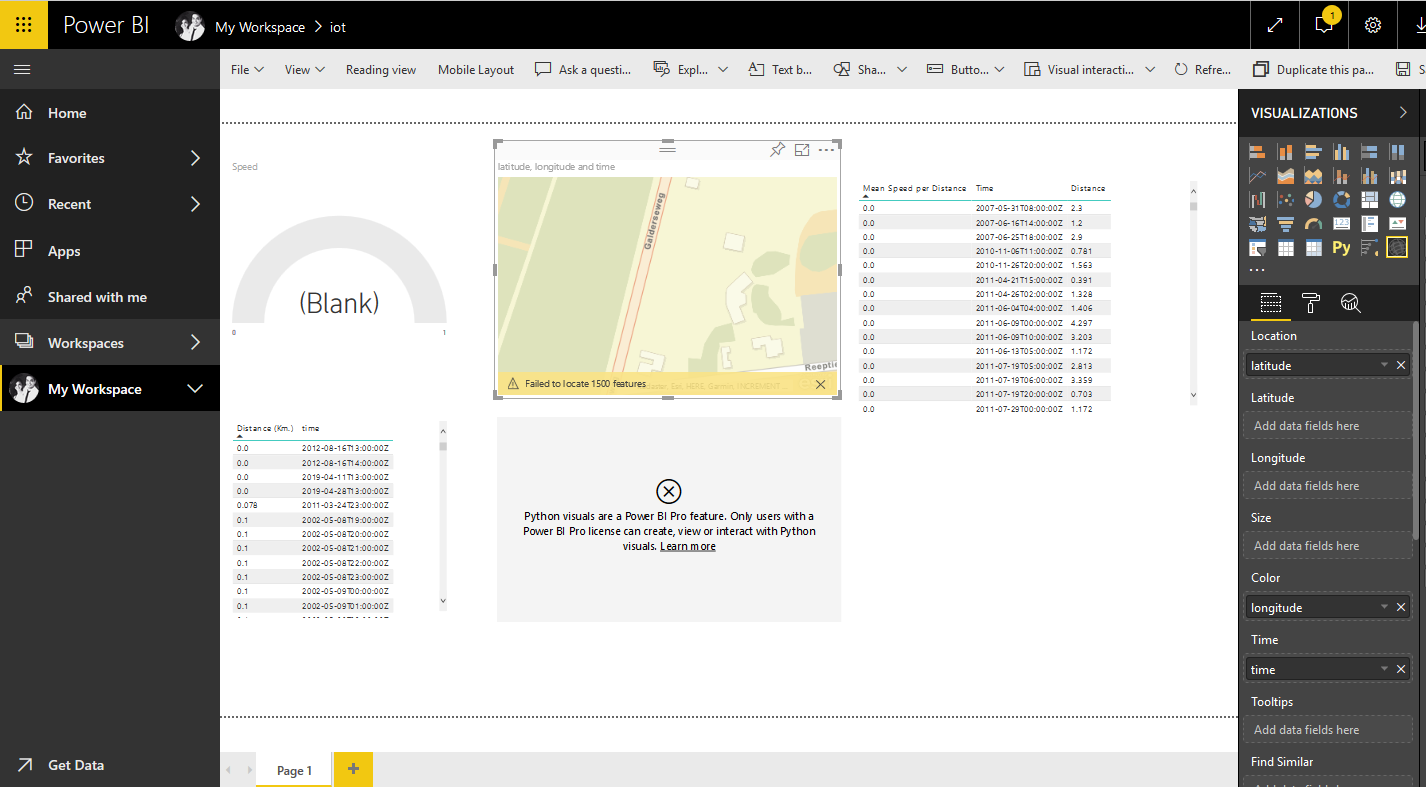 Power BI My Workspace > iot 1
File View Reading view Mobile Layout Ask a questi... Expl... Text b... Sha... Butto... Visual interacti... Refre... Duplicate this pa... S
Home
Favorites
Recent
Apps
Shared with me
Workspaces
My Workspace
Get Data
Speed
(Blank)
0 1
latitude, longitude and time
Galderseweg
Reeptie
Failed to locate 1500 features
Mean Speed per Distance Time Distance
0.0 2007-05-31T08:00:00Z 2.3
0.0 2007-06-16T14:00:00Z 1.2
0.0 2007-06-25T18:00:00Z 2.9
0.0 2010-11-06T11:00:00Z 0.781
0.0 2010-11-26T20:00:00Z 1.563
0.0 2011-04-21T15:00:00Z 0.391
0.0 2011-04-26T02:00:00Z 1.328
0.0 2011-06-04T04:00:00Z 1.406
0.0 2011-06-09T00:00:00Z 4.297
0.0 2011-06-09T10:00:00Z 3.203
0.0 2011-06-13T05:00:00Z 1.172
0.0 2011-07-19T05:00:00Z 2.813
0.0 2011-07-19T06:00:00Z 3.359
0.0 2011-07-19T20:00:00Z 0.703
0.0 2011-07-29T00:00:00Z 1.172
Distance (Km.) time
0.0 2012-08-16T13:00:00Z
0.0 2012-08-16T14:00:00Z
0.0 2019-04-11T13:00:00Z
0.0 2019-04-28T13:00:00Z
0.078 2011-03-24T23:00:00Z
0.1 2002-05-08T19:00:00Z
0.1 2002-05-08T20:00:00Z
0.1 2002-05-08T21:00:00Z
0.1 2002-05-08T22:00:00Z
0.1 2002-05-08T23:00:00Z
0.1 2002-05-09T00:00:00Z
0.1 2002-05-09T01:00:00Z
Python visuals are a Power BI Pro feature. Only users with a
Power BI Pro license can create, view or interact with Python
visuals. Learn more
Page 1 +
VISUALIZATIONS
123
Py
...
Location
latitude
Latitude
Add data fields here
Longitude
Add data fields here
Size
Add data fields here
Color
longitude
Time
time
Tooltips
Add data fields here
Find Similar